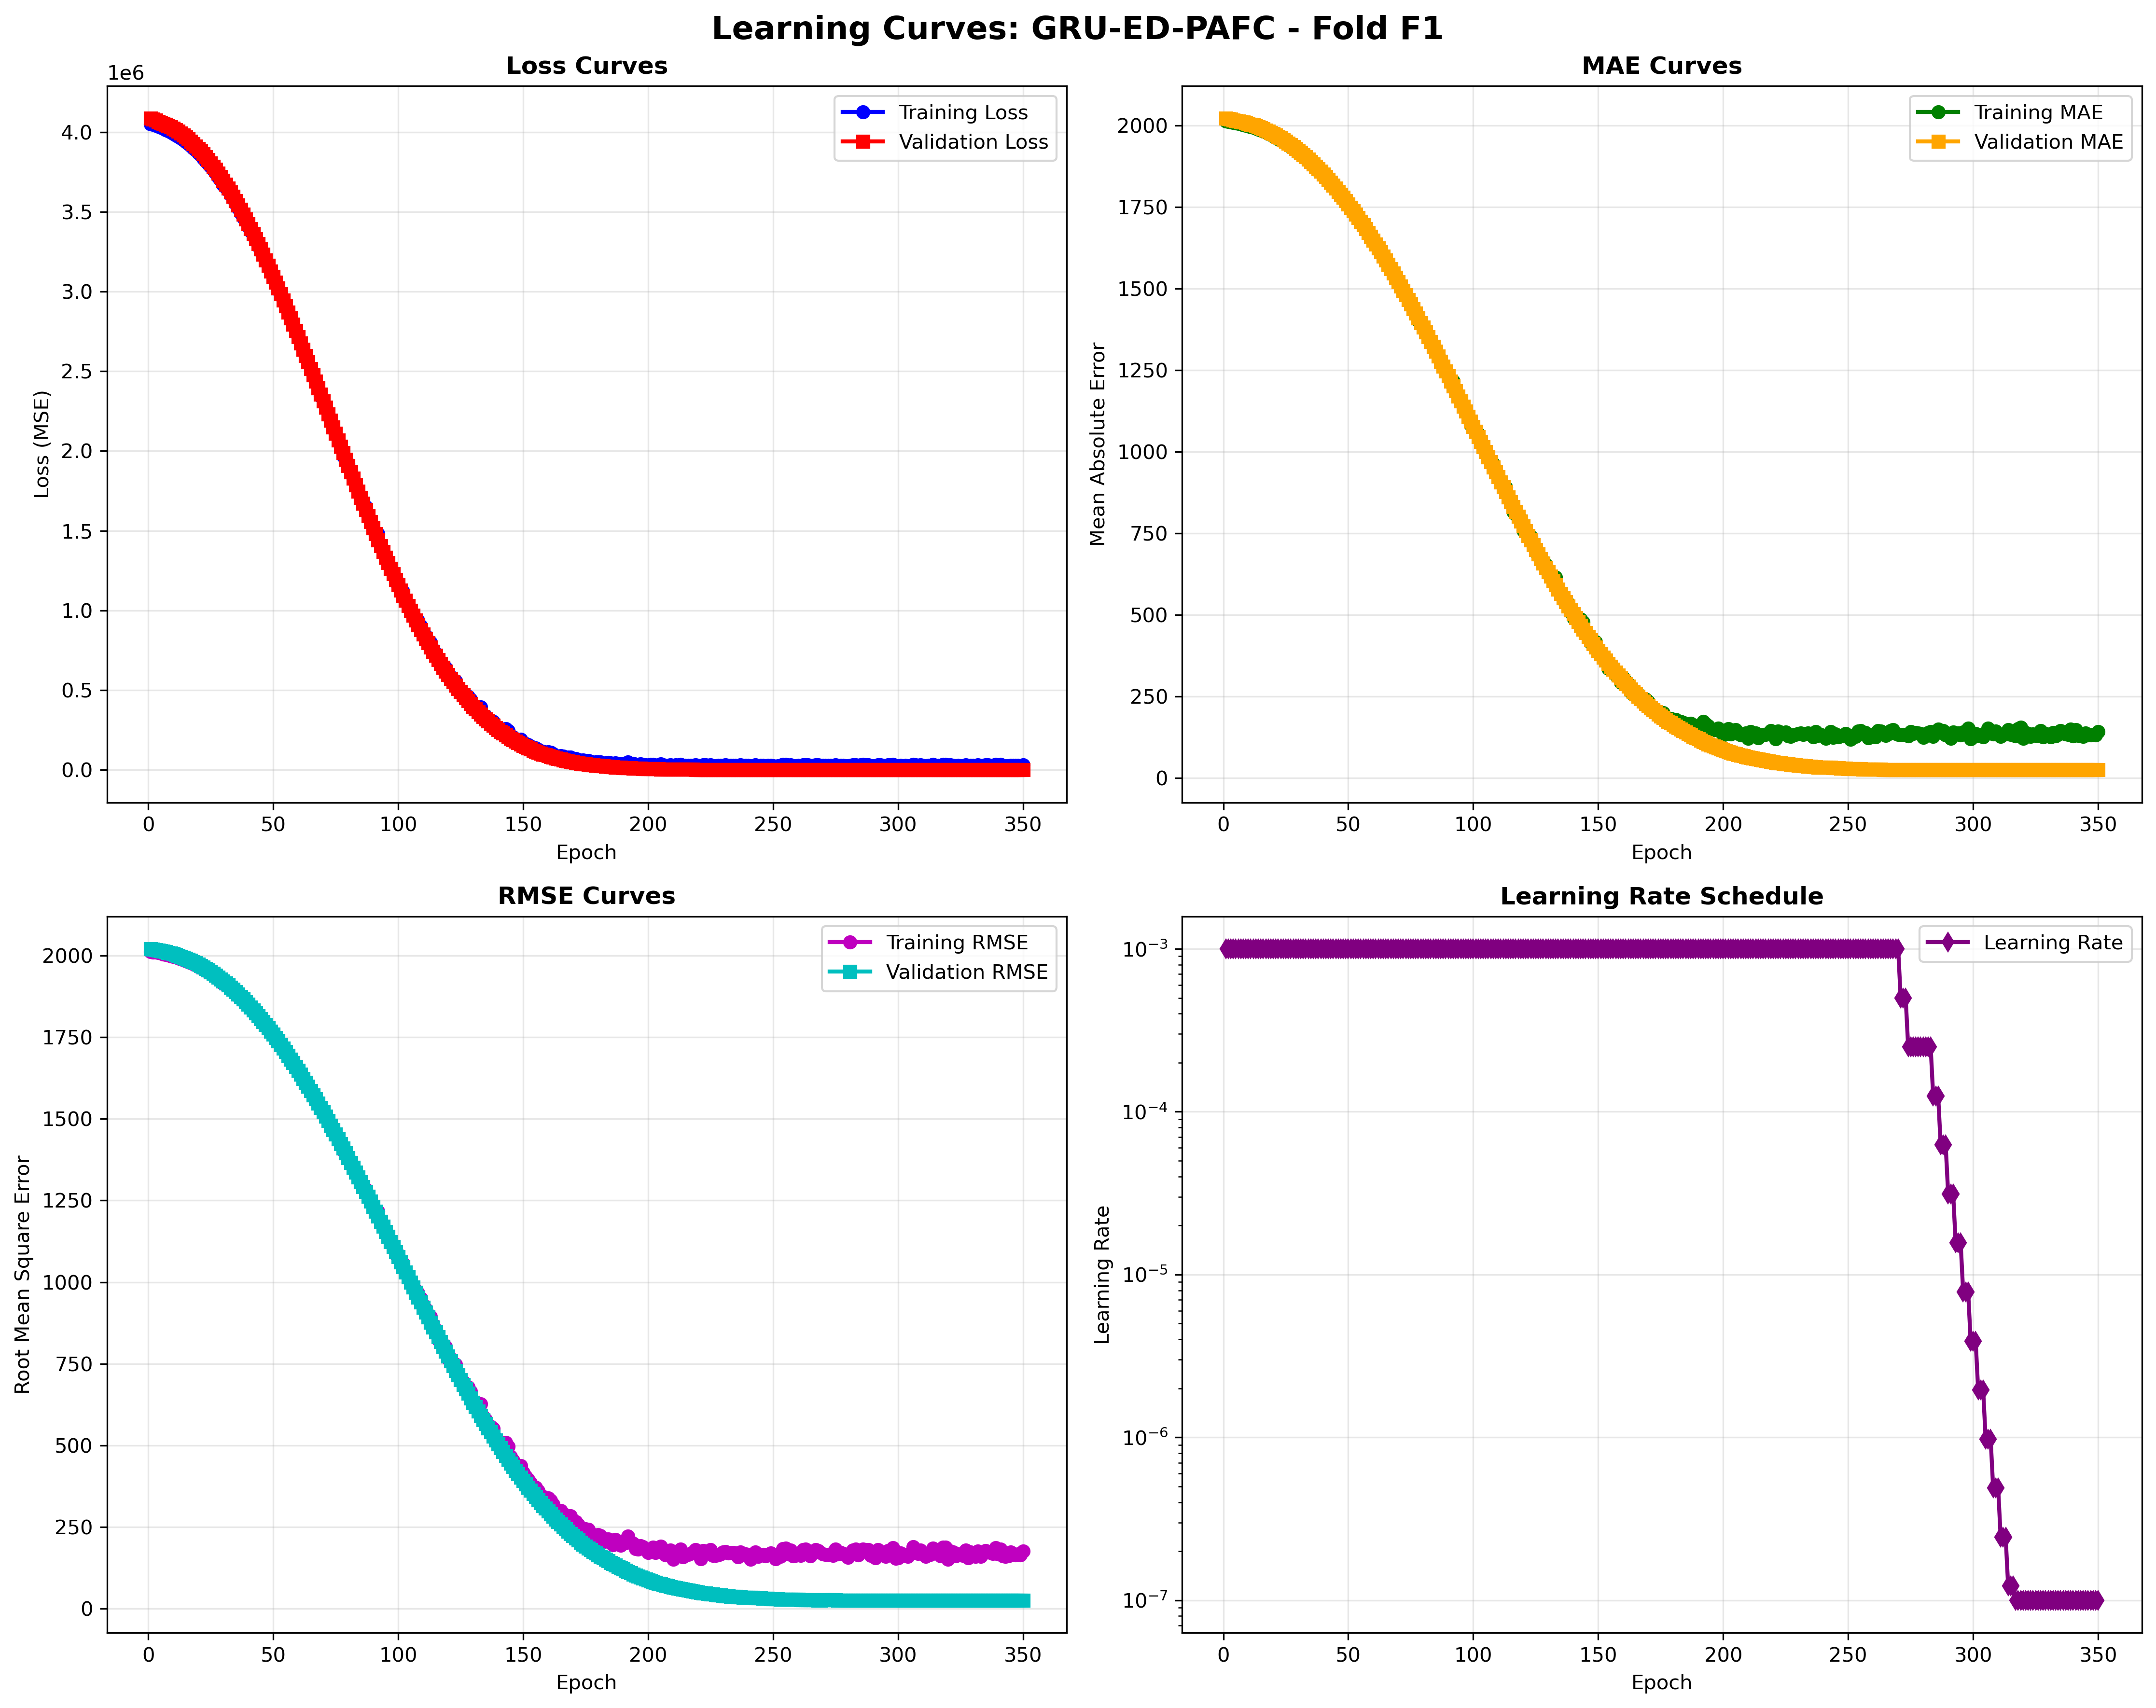 Learning Curves: GRU-ED-PAFC - Fold F1
Loss Curves
1e6
Training Loss
Validation Loss
4.0
3.5
3.0
2.5
2.0
1.5
1.0
0.5
0.0
Loss (MSE)
0 50 100 150 200 250 300 350
Epoch
MAE Curves
Training MAE
Validation MAE
2000
1750
1500
1250
1000
750
500
250
0
Mean Absolute Error
0 50 100 150 200 250 300 350
Epoch
RMSE Curves
Training RMSE
Validation RMSE
2000
1750
1500
1250
1000
750
500
250
0
Root Mean Square Error
0 50 100 150 200 250 300 350
Epoch
Learning Rate Schedule
Learning Rate
10⁻³
10⁻⁴
10⁻⁵
10⁻⁶
10⁻⁷
Learning Rate
0 50 100 150 200 250 300 350
Epoch